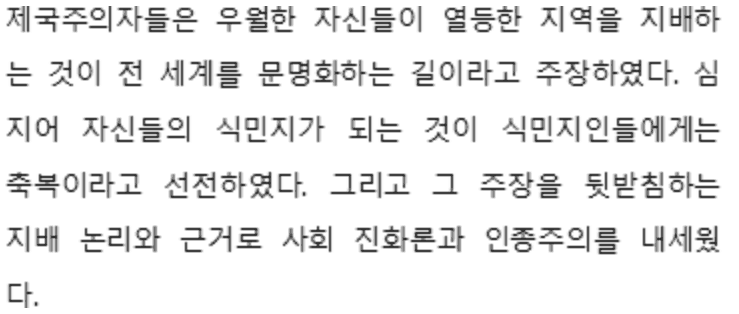 제국주의자들은 우월한 자신들이 열등한 지역을 지배하
는 것이 전 세계를 문명화하는 길이라고 주장하였다. 심
지어 자신들의 식민지가 되는 것이 식민지인들에게는
축복이라고 선전하였다. 그리고 그 주장을 뒷받침하는
지배 논리와 근거로 사회 진화론과 인종주의를 내세웠
다.